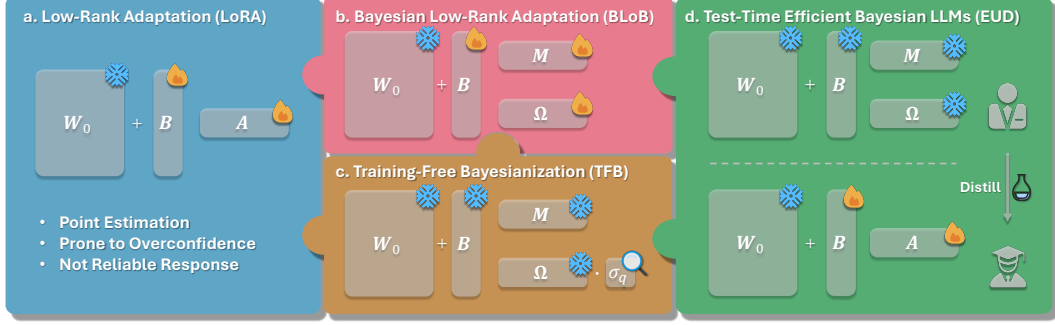 a. Low-Rank Adaptation (LoRA)
W₀ + B A
• Point Estimation
• Prone to Overconfidence
• Not Reliable Response
b. Bayesian Low-Rank Adaptation (BLoB)
W₀ + B M
Ω
c. Training-Free Bayesianization (TFB)
W₀ + B M
Ω · σq
d. Test-Time Efficient Bayesian LLMs (EUD)
W₀ + B M
Ω
Distill
W₀ + B A